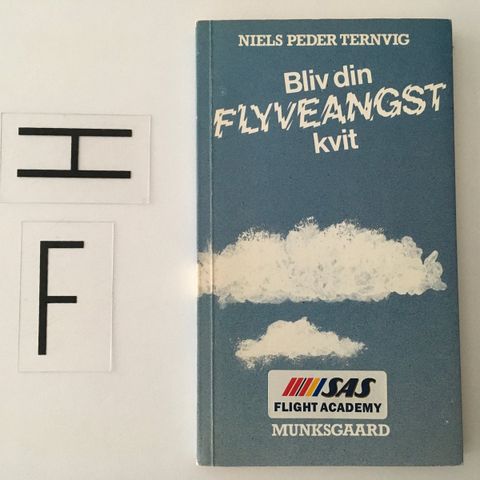 H
F
NIELS PEDER TERNVIG
Bliv din
FLYVEANGST
kvit
SAS
FLIGHT ACADEMY
MUNKSGAARD